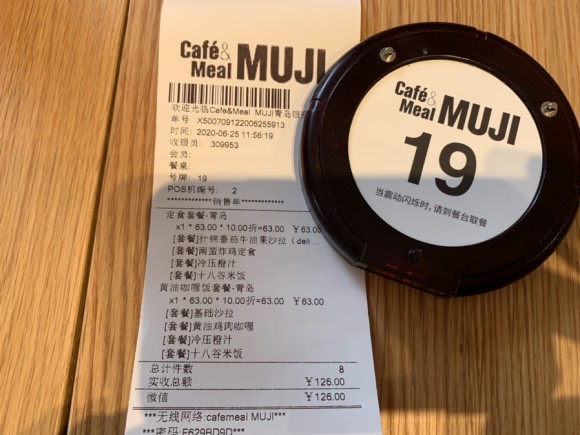 Café&
Meal MUJI
欢迎光临Cafe&Meal MUJI青岛
单号 X500709122006255913
时间: 2020-06-25 11:56:19
收银员: 309953
会员:
餐桌:
号牌: 19
POS机编号: 2
*************销售单*************
定食套餐-青岛
x1 * 63.00 * 10.00折=63.00 ￥63.00
[套餐]什锦番茄牛油果沙拉（deli ...
[套餐]南蛮炸鸡定食
[套餐]冷压橙汁
[套餐]十八谷米饭
黄油咖喱饭套餐-青岛
x1 * 63.00 * 10.00折=63.00 ￥63.00
[套餐]基础沙拉
[套餐]黄油鸡肉咖喱
[套餐]冷压橙汁
[套餐]十八谷米饭
总计件数 8
实收总额 ￥126.00
微信 ￥126.00
***无线网络:cafemeal MUJI***
***密码:F629BD9D***
Café&
Meal MUJI
19
当震动闪烁时,请到餐台取餐